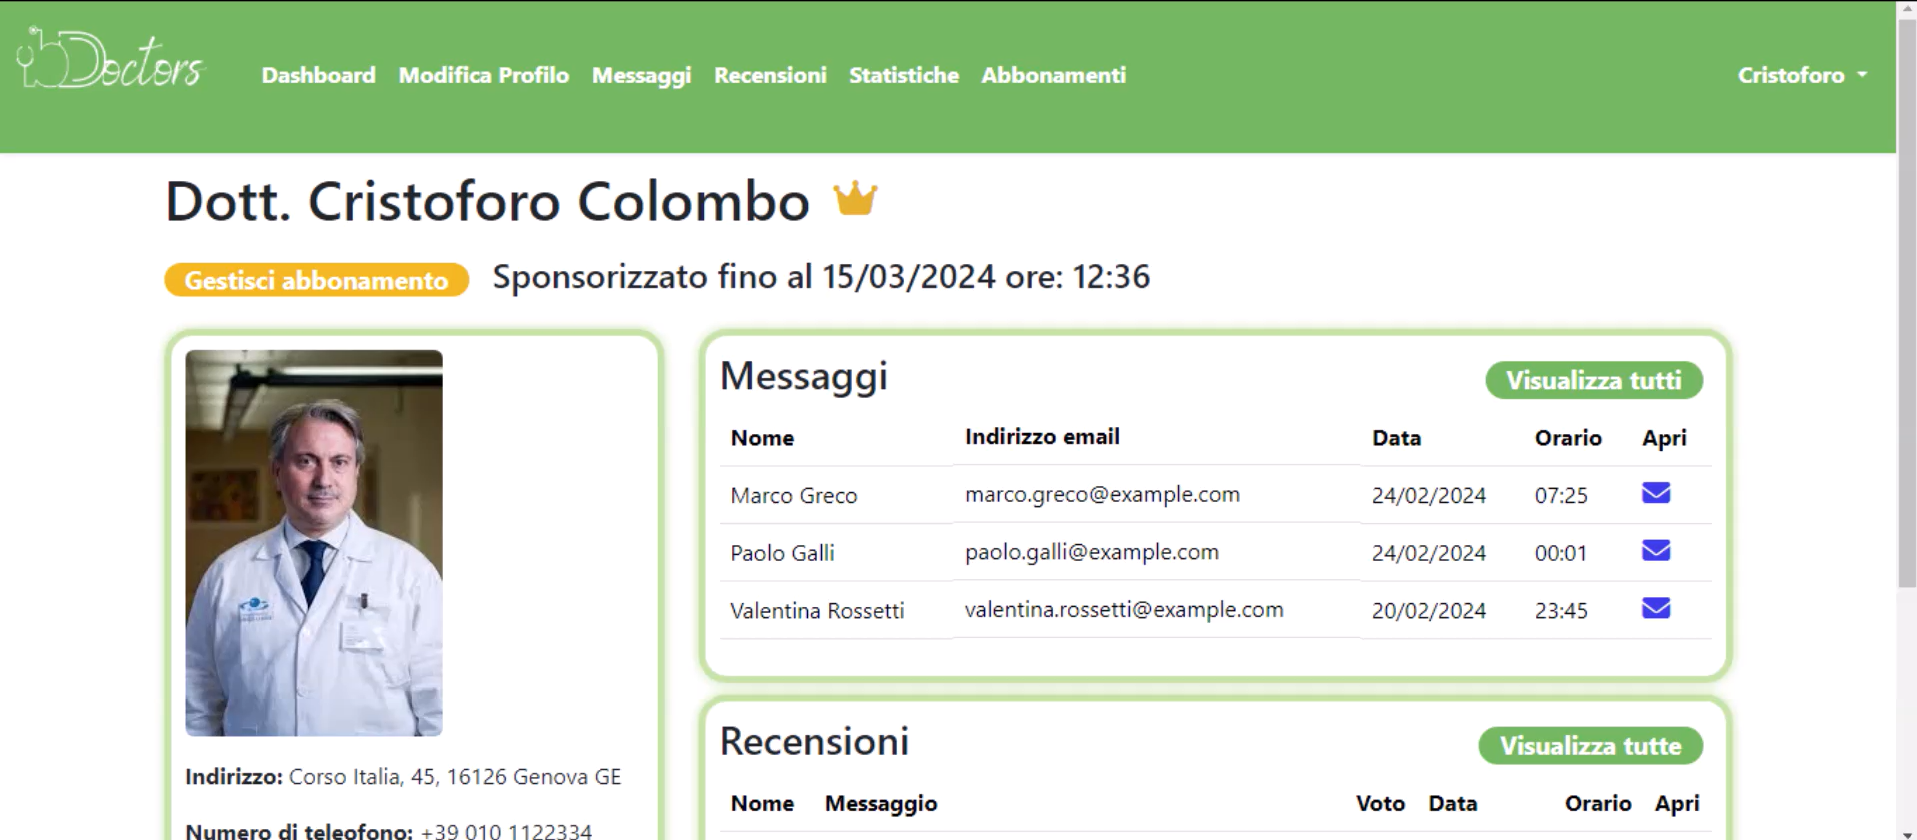 bDoctors
Dashboard Modifica Profilo Messaggi Recensioni Statistiche Abbonamenti Cristoforo
Dott. Cristoforo Colombo
Gestisci abbonamento Sponsorizzato fino al 15/03/2024 ore: 12:36
Indirizzo: Corso Italia, 45, 16126 Genova GE
Numero di teleofono: +39 010 1122334
Messaggi Visualizza tutti
Nome Indirizzo email Data Orario Apri
Marco Greco marco.greco@example.com 24/02/2024 07:25
Paolo Galli paolo.galli@example.com 24/02/2024 00:01
Valentina Rossetti valentina.rossetti@example.com 20/02/2024 23:45
Recensioni Visualizza tutte
Nome Messaggio Voto Data Orario Apri